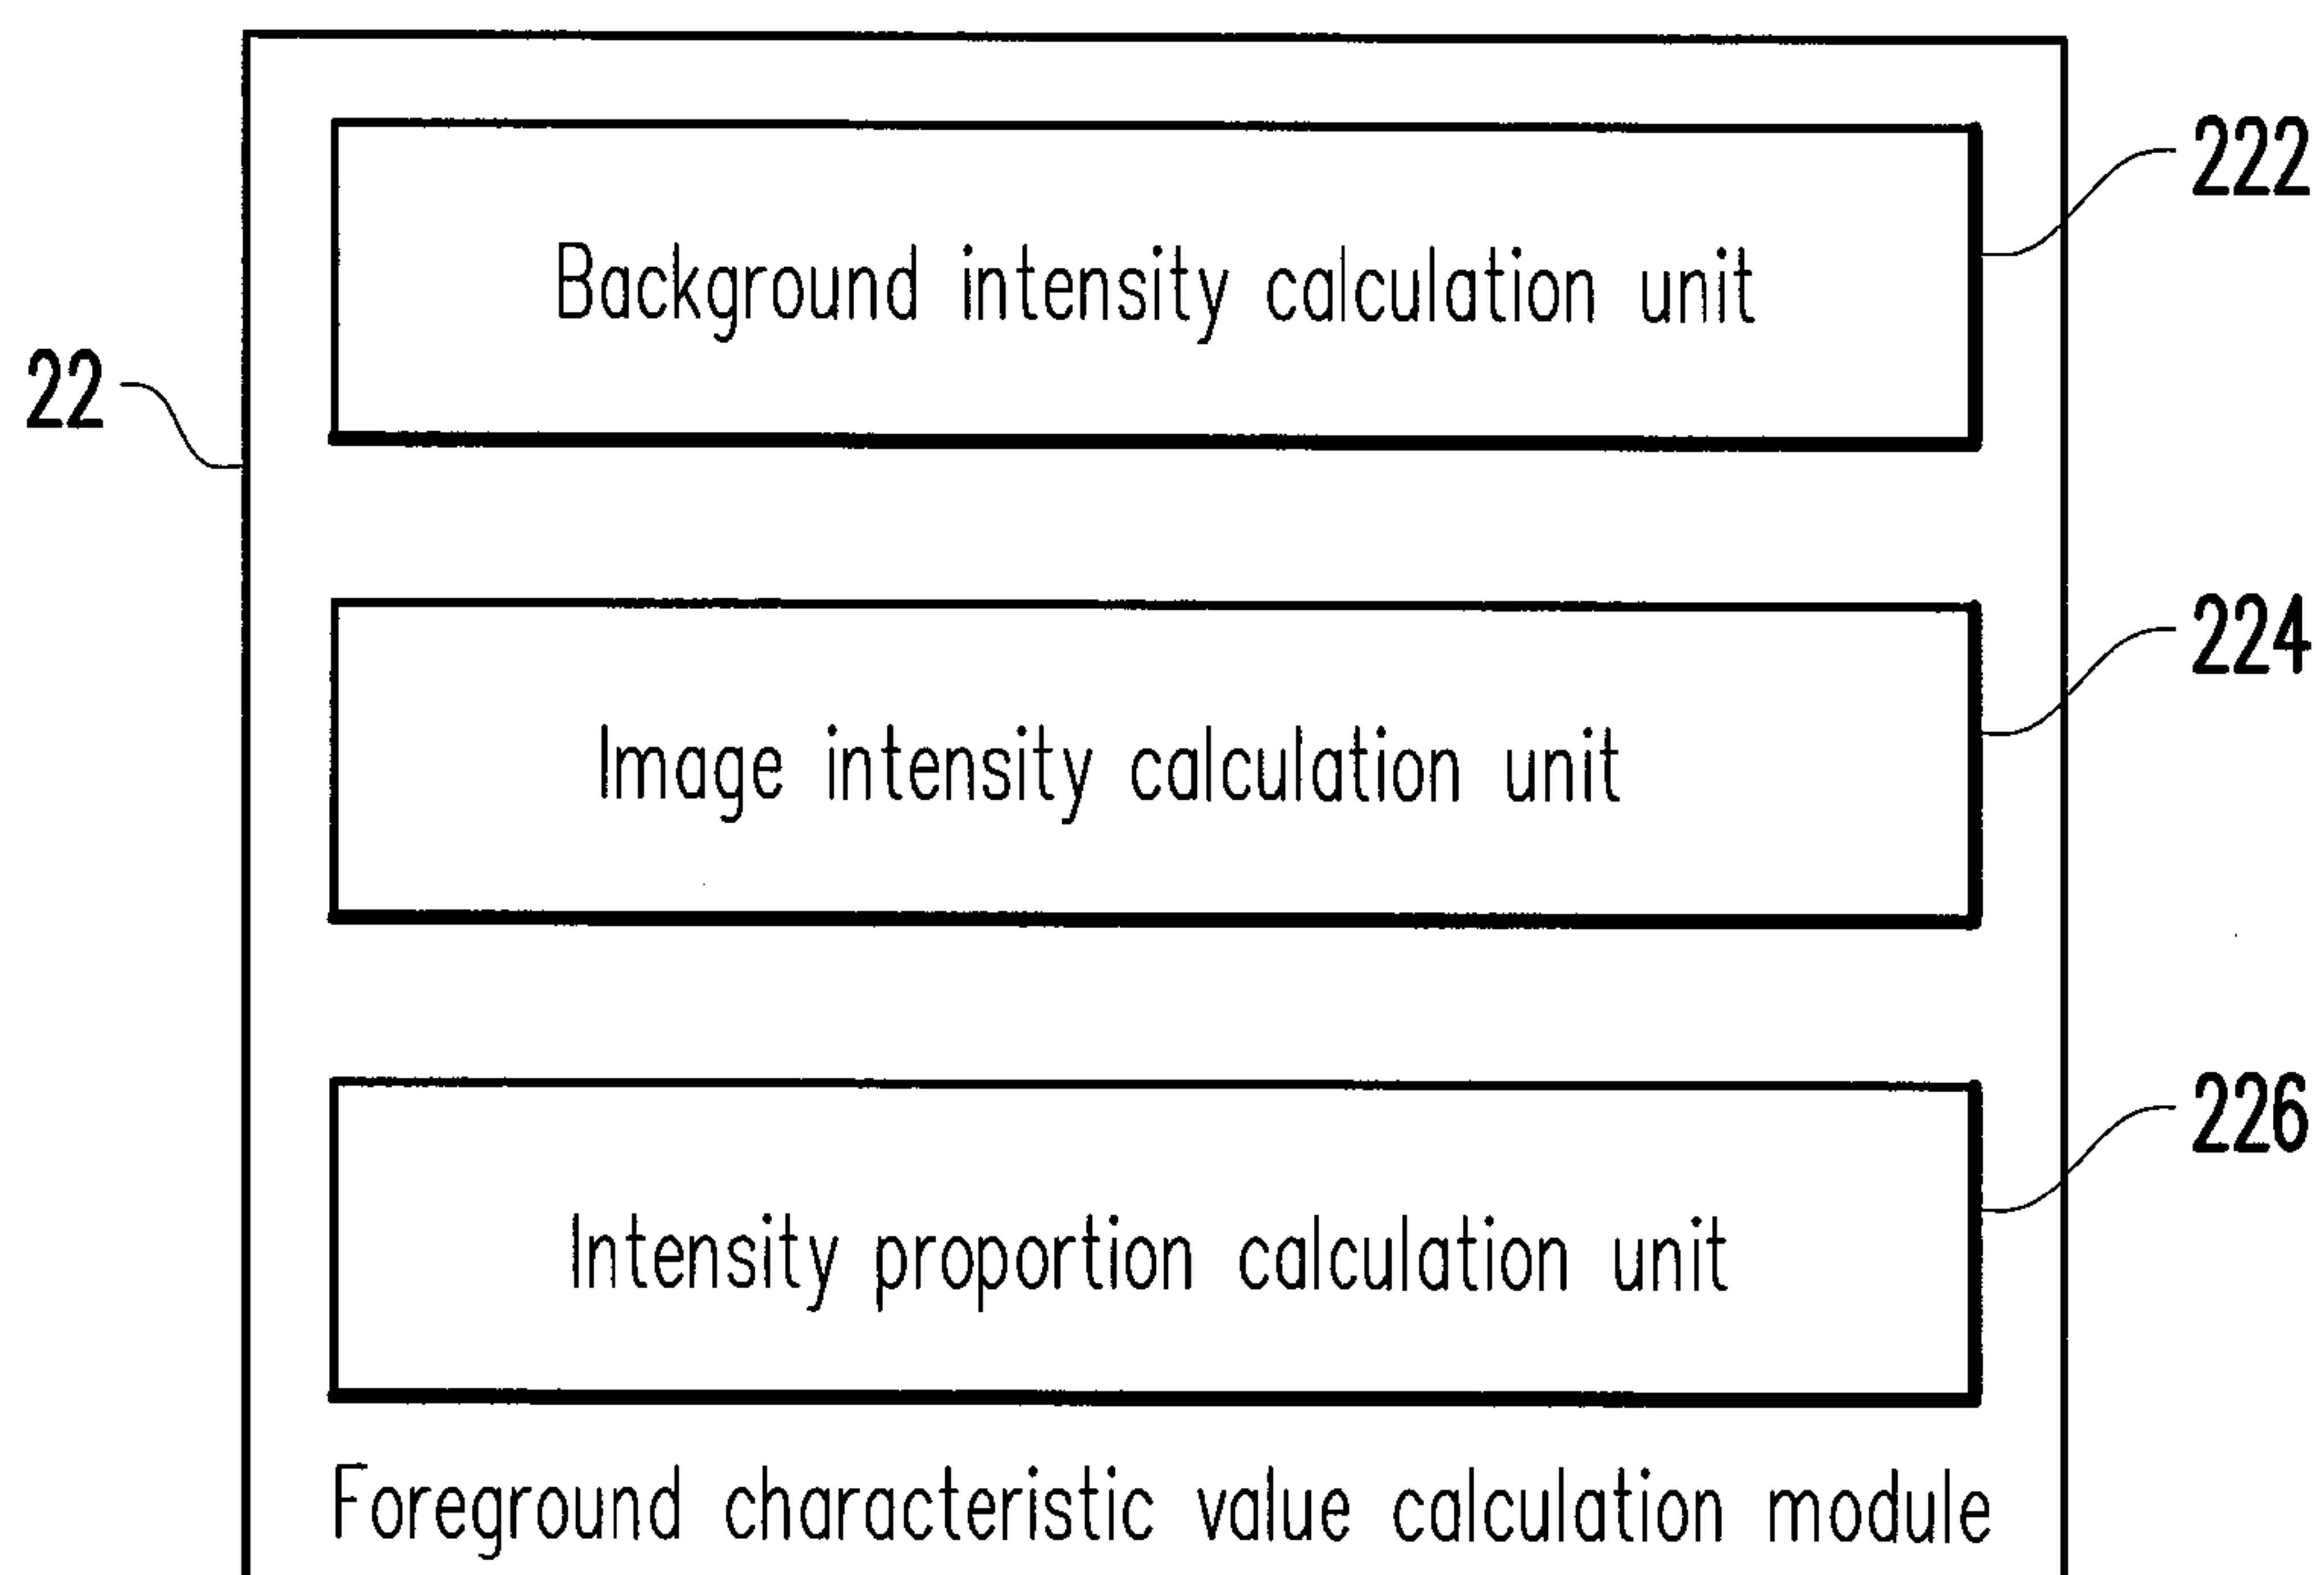 222
Background intensity calculation unit
22
224
Image intensity calculation unit
226
Intensity proportion calculation unit
Foreground characteristic value calculation module